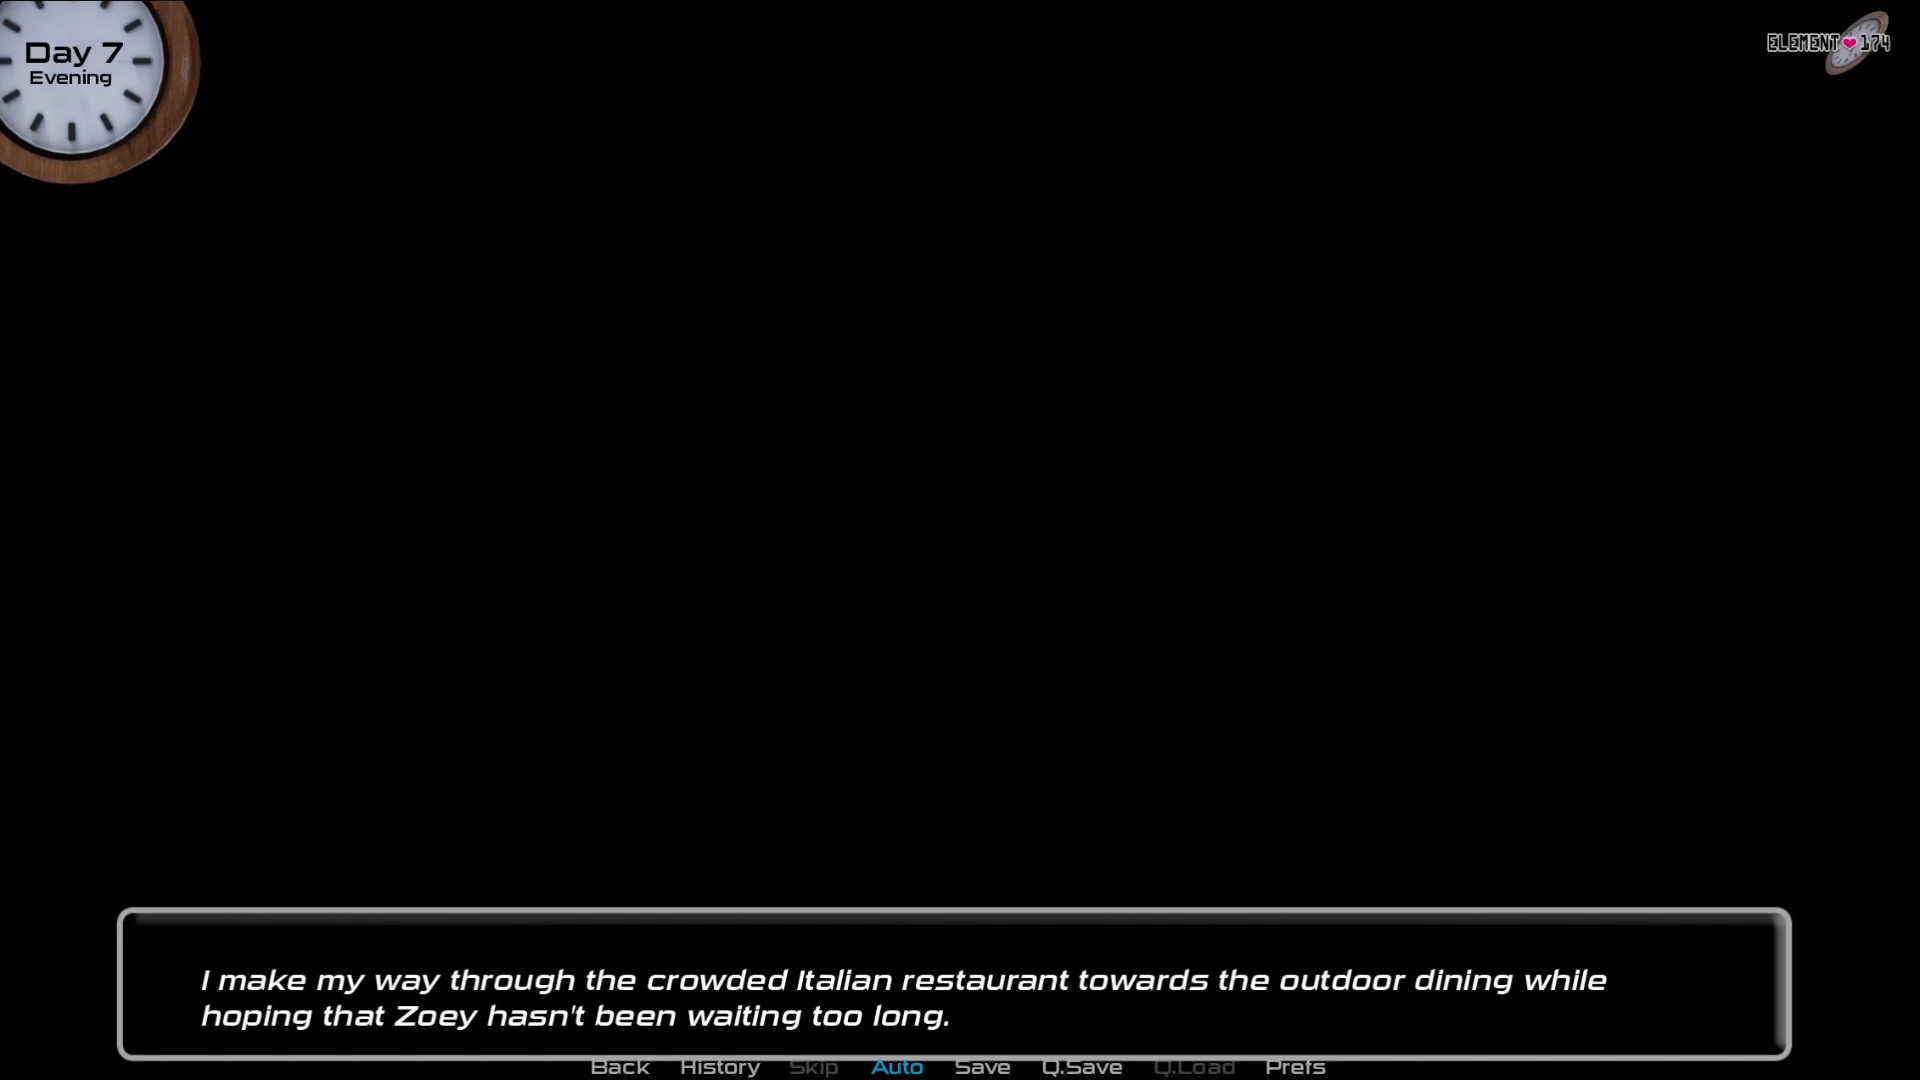 Day 7
Evening
ELEMENT❤174
I make my way through the crowded Italian restaurant towards the outdoor dining while
hoping that Zoey hasn't been waiting too long.
Back History Skip Auto Save Q.Save Q.Load Prefs